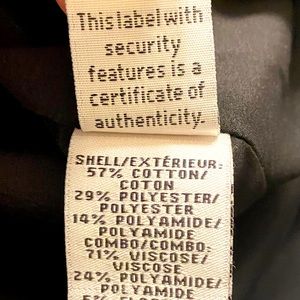 This label with
security
features is a
certificate of
authenticity.
SHELL/EXTÉRIEUR:
57% COTTON/
COTON
29% POLYESTER/
POLYESTER
14% POLYAMIDE/
POLYAMIDE
COMBO/COMBO:
71% VISCOSE/
VISCOSE
24% POLYAMIDE/
POLYAMIDE